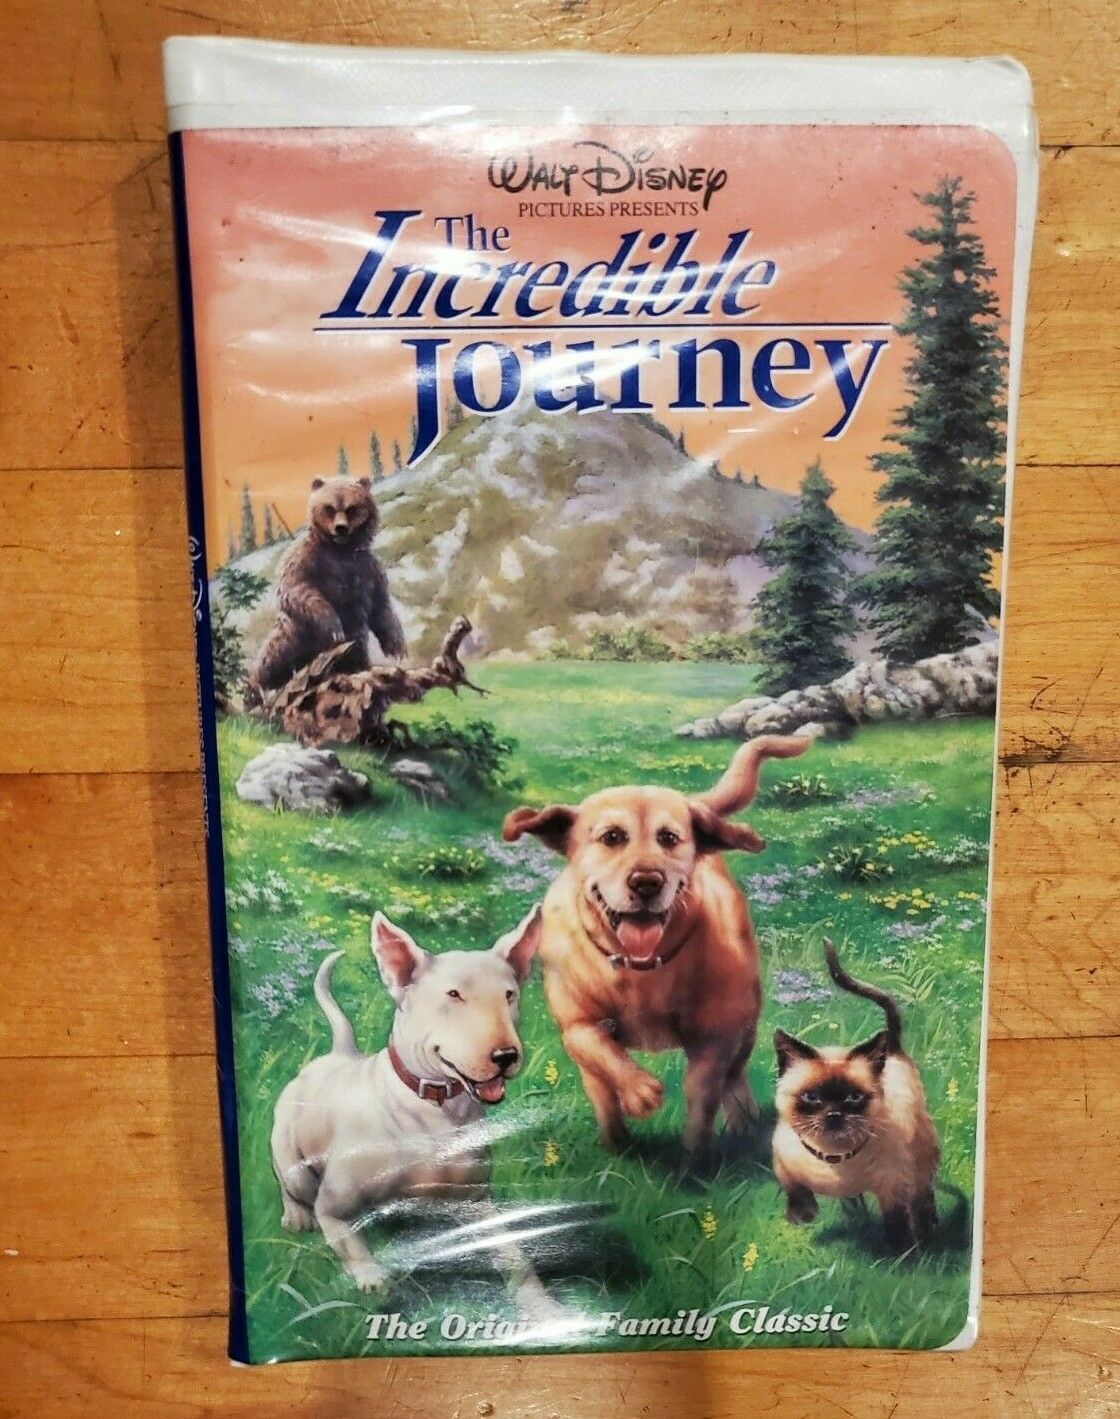 Walt Disney
PICTURES PRESENTS
The
Incredible
Journey
The Original Family Classic